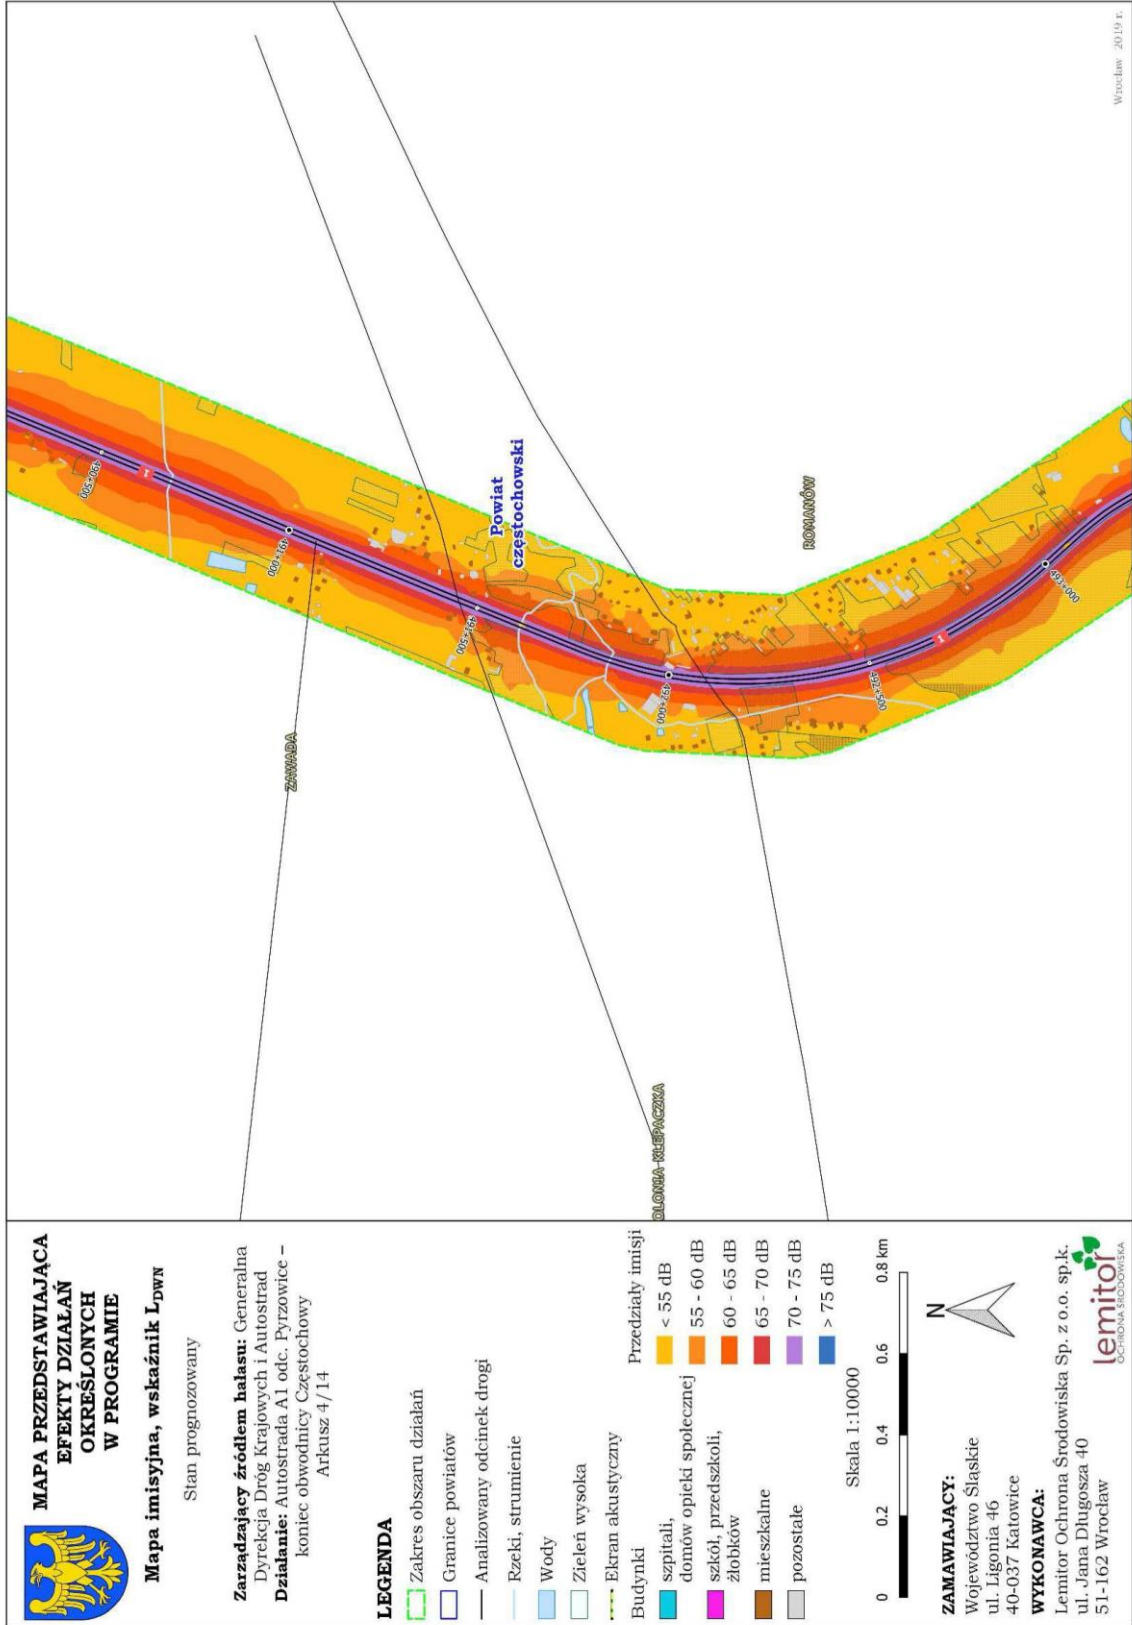 MAPA PRZEDSTAWIAJĄCA
EFEKTY DZIAŁAŃ
OKREŚLONYCH
W PROGRAMIE
Mapa imisyjna, wskaźnik LDWN
Stan prognozowany
Zarządzający źródłem hałasu: Generalna
Dyrekcja Dróg Krajowych i Autostrad
Działanie: Autostrada A1 odc. Pyrzowice –
koniec obwodnicy Częstochowy
Arkusz 4/14
LEGENDA
Zakres obszaru działań
Granice powiatów
Analizowany odcinek drogi
Rzeki, strumienie
Wody
Zieleń wysoka
Ekran akustyczny
Budynki
szpitali,
domów opieki społecznej
szkół, przedszkoli,
żłobków
mieszkalne
pozostałe
Przedziały imisji
< 55 dB
55 - 60 dB
60 - 65 dB
65 - 70 dB
70 - 75 dB
> 75 dB
Skala 1:10000
0 0.2 0.4 0.6 0.8 km
N
ZAMAWIAJĄCY:
Województwo Śląskie
ul. Ligonia 46
40-037 Katowice
WYKONAWCA:
Lemitor Ochrona Środowiska Sp. z o.o. sp.k.
ul. Jana Długosza 40
51-162 Wrocław
lemitor
OCHRONA ŚRODOWISKA
490+500
1
491+000
ZAWADA
491+500
Powiat
częstochowski
492+000
OLONIA-KLEPACZKA
ROMANÓW
492+500
1
493+000
Wrocław 2019 r.